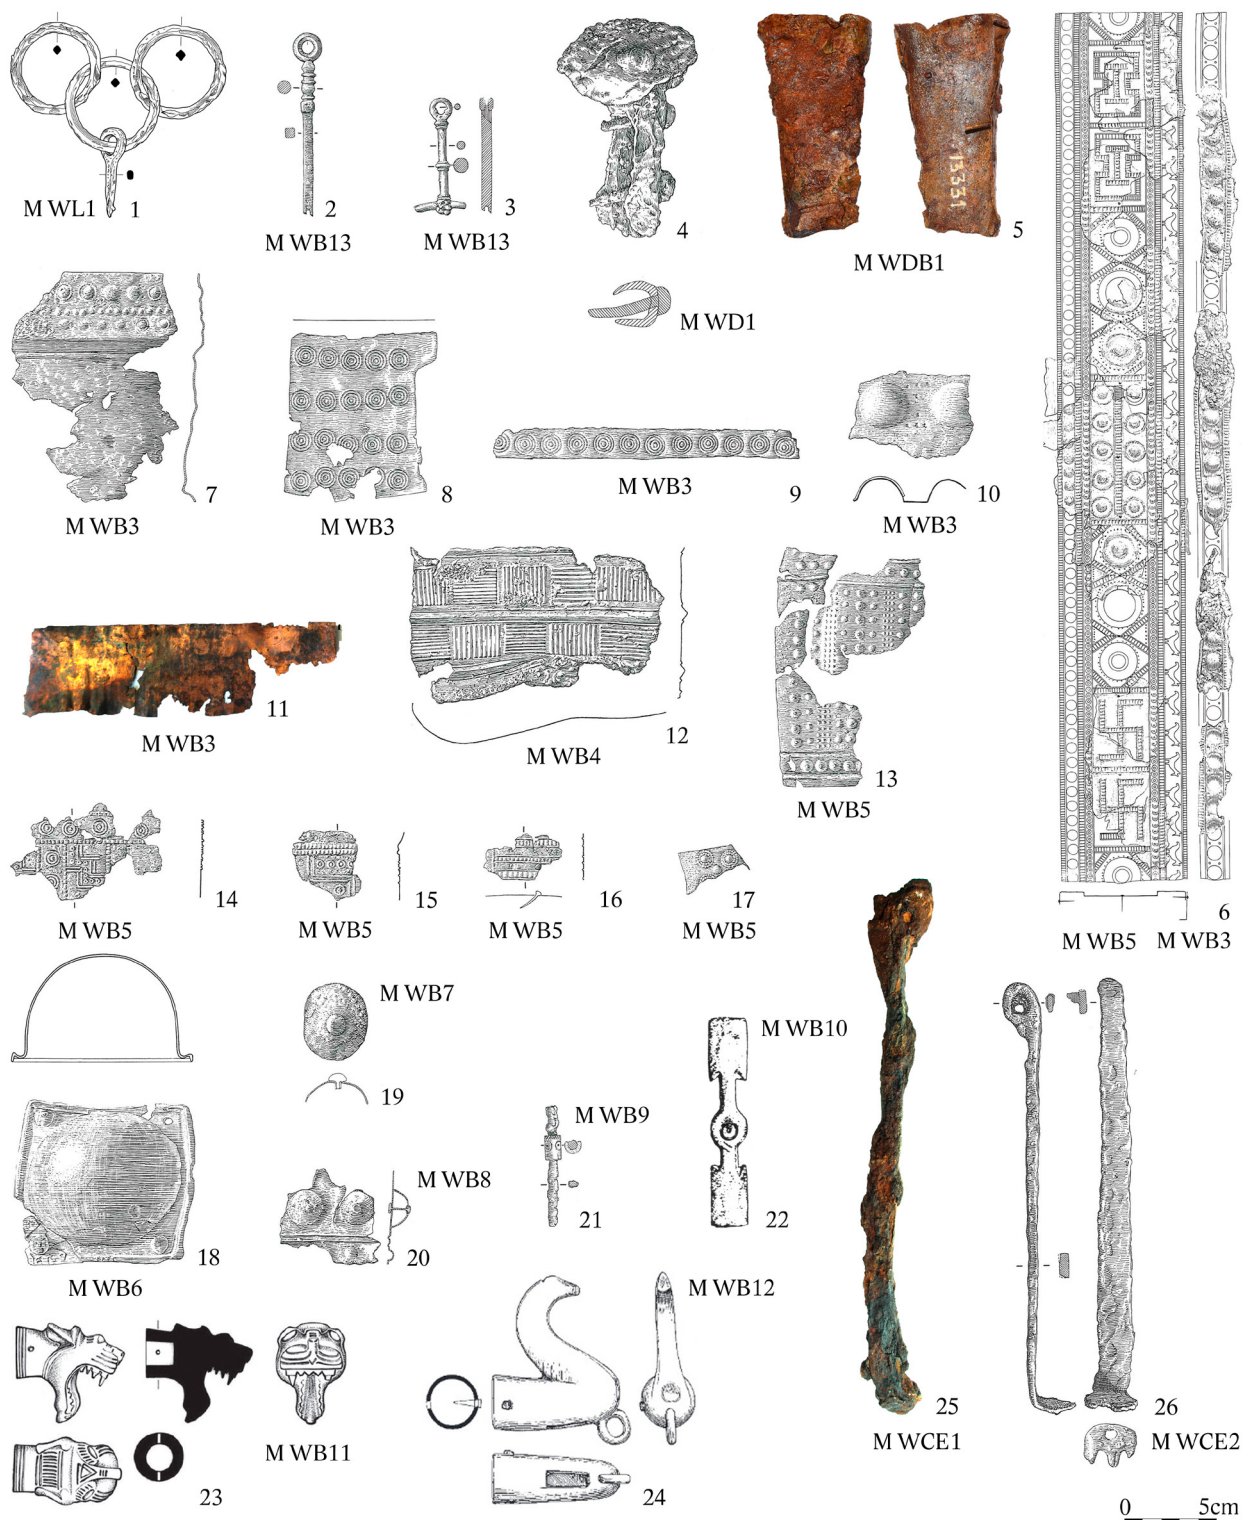 M WL1 1
2
M WB13
3
M WB13
4
M WD1
13331
5
M WDB1
6
M WB5 M WB3
7
M WB3
8
M WB3
9
M WB3
10
M WB3
11
M WB3
12
M WB4
13
M WB5
14
M WB5
15
M WB5
16
M WB5
17
M WB5
18
M WB6
M WB7
19
M WB8
20
M WB9
21
M WB10
22
23
M WB11
M WB12
24
25
M WCE1
26
M WCE2
0 5cm